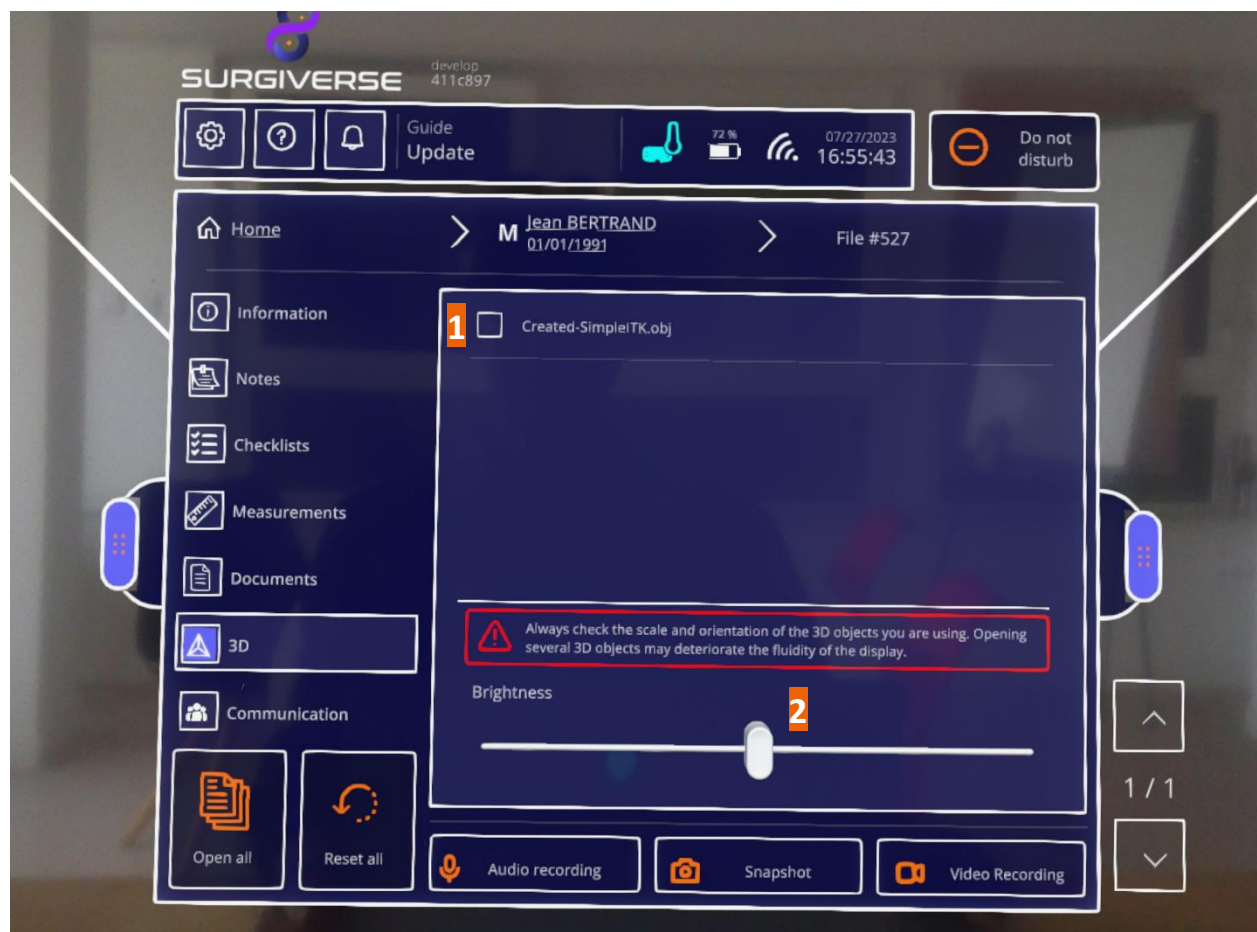 SURGIVERSE
develop
411c897
Guide
Update
72 %
07/27/2023
16:55:43
Do not
disturb
Home
M
Jean BERTRAND
01/01/1991
File #527
Information
Notes
Checklists
Measurements
Documents
3D
Communication
Open all
Reset all
1
Created-SimpleITK.obj
Always check the scale and orientation of the 3D objects you are using. Opening
several 3D objects may deteriorate the fluidity of the display.
Brightness
2
1 / 1
Audio recording
Snapshot
Video Recording